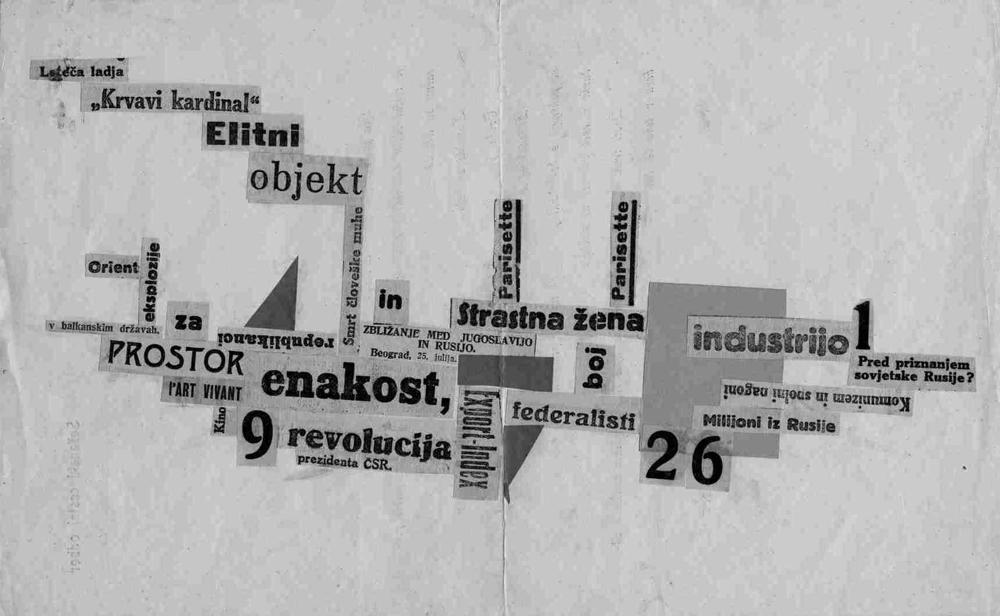 Leteča ladja
„Krvavi kardinal“
Elitni
objekt
Smrt človeške muhe
Parisette
Parisette
Orient
eksplozije
in
Strastna žena
v balkanskim državah.
za
republikanci
ZBLIŽANJE MED JUGOSLAVIJO
IN RUSIJO.
Beograd, 25. julija.
boj
industrijo
1
PROSTOR
enakost,
Pred priznanjem
sovjetske Rusije?
l'ART VIVANT
Komunizem in spolni nagoni
Kino
9
revolucija
prezidenta ČSR.
Export-Index
federalisti
Milijoni iz Rusije
26